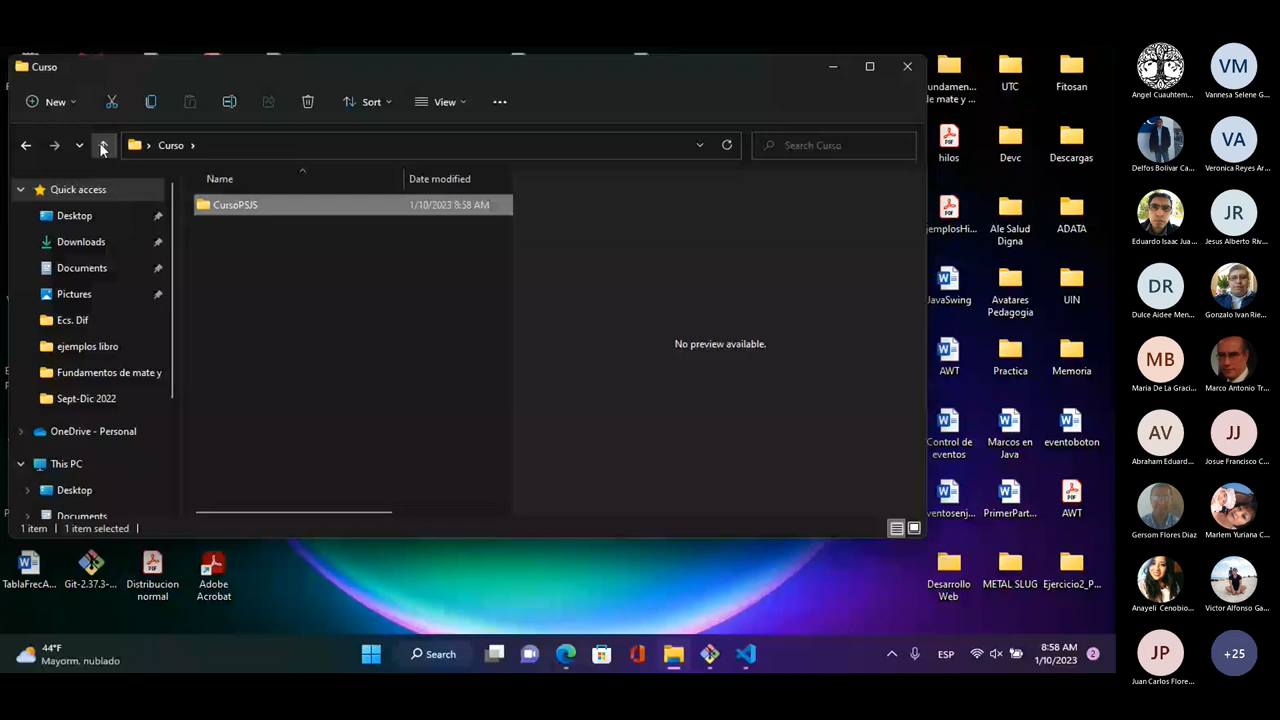 Curso
New
Sort
View
Curso
Search Curso
Name
Date modified
CursoPSJS
1/10/2023 8:58 AM
No preview available.
Quick access
Desktop
Downloads
Documents
Pictures
Ecs. Dif
ejemplos libro
Fundamentos de mate y
Sept-Dic 2022
OneDrive - Personal
This PC
Desktop
Documents
1 item
1 item selected
de mate y ...
UTC
Fitosan
hilos
Devc
Descargas
Ale Salud
Digna
ADATA
JavaSwing
Avatares
Pedagogia
UIN
AWT
Practica
Memoria
Control de
eventos
Marcos en
Java
eventoboton
PrimerPart...
AWT
Desarrollo
Web
METAL SLUG
Ejercicio2_P...
TablaFrecA...
Git-2.37.3-...
Distribucion
normal
Adobe
Acrobat
44°F
Mayorm. nublado
Search
ESP
8:58 AM
1/10/2023
2
Angel Cuauhtem...
VM
Vannesa Selene G...
Delfos Bolivar Ca...
VA
Veronica Reyes Ar...
Eduardo Isaac Jua...
JR
Jesus Alberto Riv...
DR
Dulce Aidee Men...
Gonzalo Ivan Rie...
MB
Maria De La Graci...
Marco Antonio Tr...
AV
Abraham Eduard...
JJ
Josue Francisco C...
Gersom Flores Diaz
Marlem Yuriana C...
Anayeli Cenobio...
Victor Alfonso Ga...
JP
Juan Carlos Flore...
+25